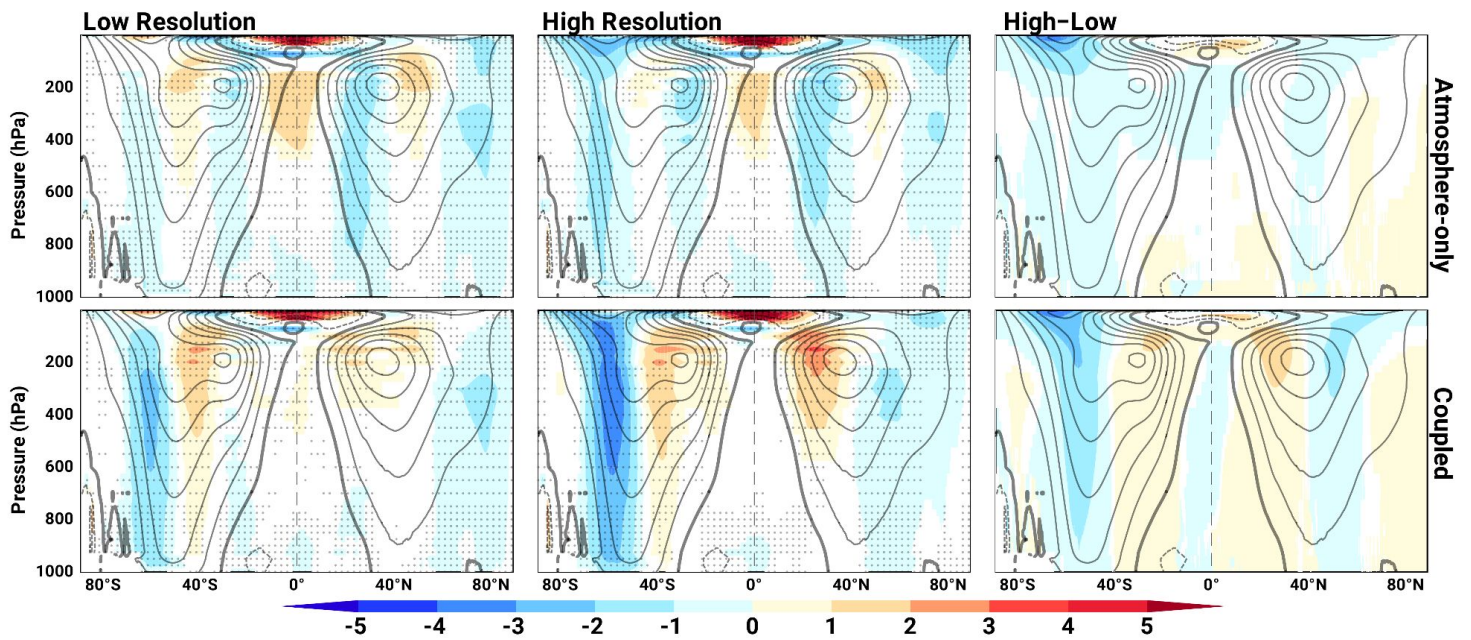 Low Resolution High Resolution High–Low
Pressure (hPa)
200
400
600
800
1000
Atmosphere-only
Pressure (hPa)
200
400
600
800
1000
Coupled
80°S 40°S 0° 40°N 80°N 80°S 40°S 0° 40°N 80°N 80°S 40°S 0° 40°N 80°N
-5 -4 -3 -2 -1 0 1 2 3 4 5